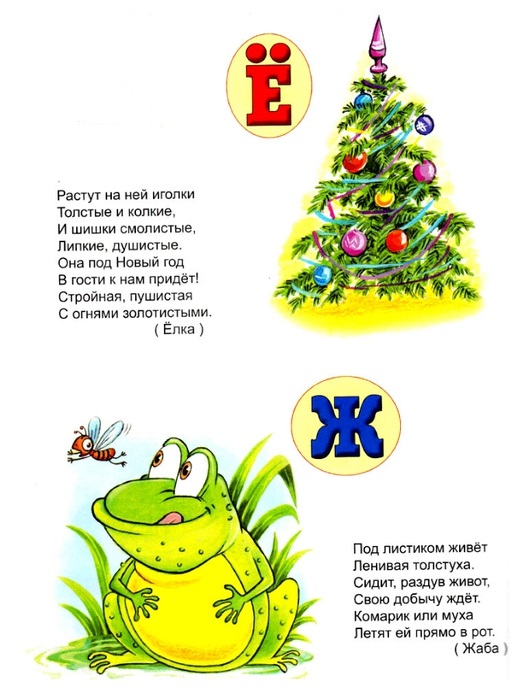 Ё
Растут на ней иголки
Толстые и колкие,
И шишки смолистые,
Липкие, душистые.
Она под Новый год
В гости к нам придёт!
Стройная, пушистая
С огнями золотистыми.
( Ёлка )
Ж
Под листиком живёт
Ленивая толстуха.
Сидит, раздув живот,
Свою добычу ждёт.
Комарик или муха
Летят ей прямо в рот.
( Жаба )